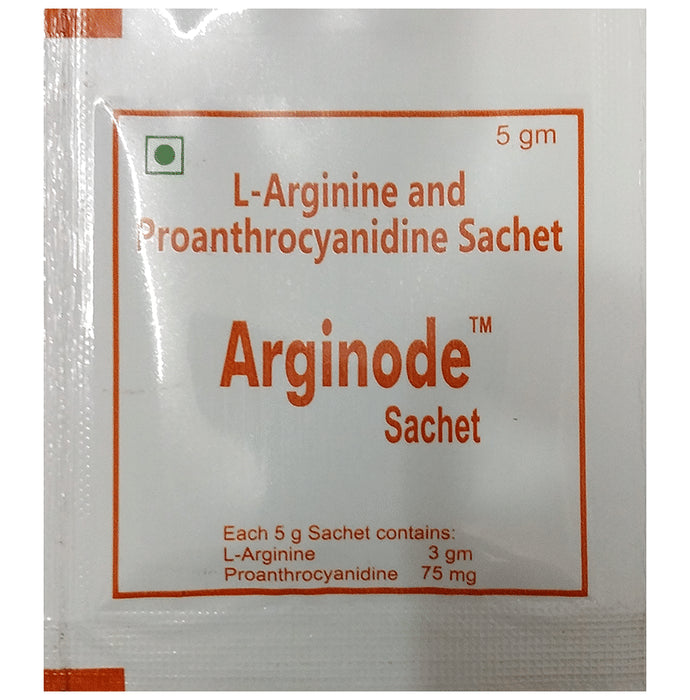 5 gm
L-Arginine and
Proanthrocyanidine Sachet
Arginode™
Sachet
Each 5 g Sachet contains:
L-Arginine 3 gm
Proanthrocyanidine 75 mg